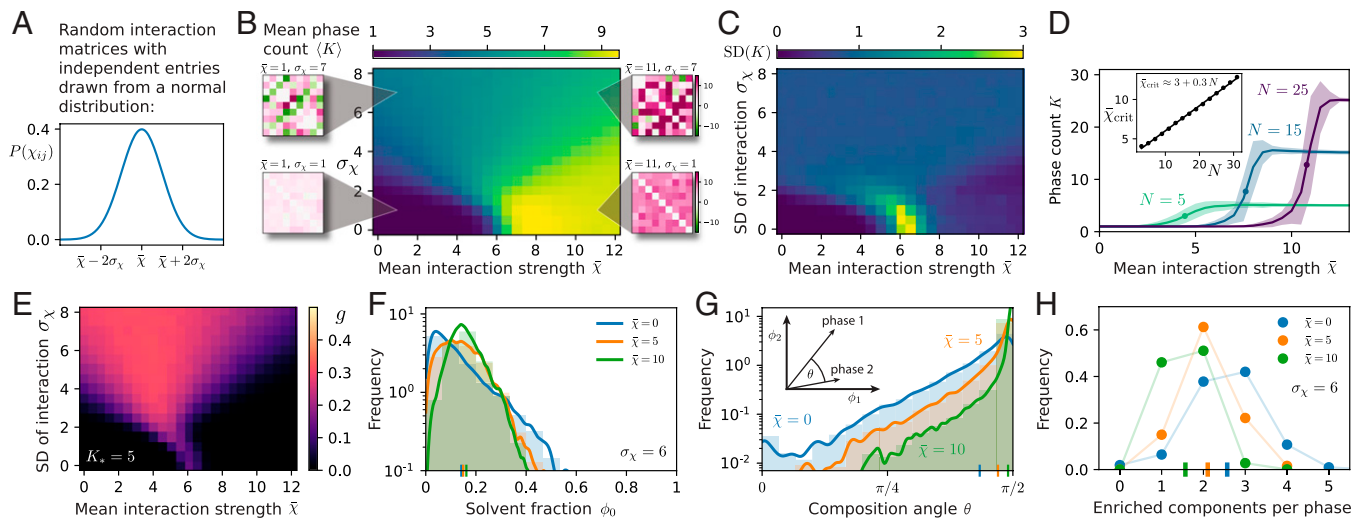 A
Random interaction
matrices with
independent entries
drawn from a normal
distribution:
0.4
P(χij)
0.2
0.0
χ̄ − 2σχ χ̄ χ̄ + 2σχ
B
Mean phase
count ⟨K⟩
1 3 5 7 9
χ̄ = 1, σχ = 7
χ̄ = 1, σχ = 1
χ̄ = 11, σχ = 7
10
0
−10
χ̄ = 11, σχ = 1
10
0
−10
σχ
8
6
4
2
0
0 2 4 6 8 10 12
Mean interaction strength χ̄
C
SD(K)
0 1 2 3
SD of interaction σχ
8
6
4
2
0
0 2 4 6 8 10 12
Mean interaction strength χ̄
D
Phase count K
30
20
10
0
0 5 10
Mean interaction strength χ̄
χ̄crit ≈ 3 + 0.3 N
χ̄crit
10
5
10 20 30
N
N = 25
N = 15
N = 5
E
SD of interaction σχ
8
6
4
2
0
K* = 5
0 2 4 6 8 10 12
Mean interaction strength χ̄
g
0.5
0.4
0.3
0.2
0.1
0.0
F
Frequency
10¹
10⁰
10⁻¹
χ̄ = 0
χ̄ = 5
χ̄ = 10
σχ = 6
0 0.2 0.4 0.6 0.8 1
Solvent fraction ϕ0
G
Frequency
10¹
10⁰
10⁻¹
10⁻²
ϕ2
phase 1
θ
phase 2
ϕ1
χ̄ = 5
χ̄ = 0
χ̄ = 10
0 π/4 π/2
Composition angle θ
H
Frequency
0.6
0.4
0.2
0.0
χ̄ = 0
χ̄ = 5
χ̄ = 10
σχ = 6
0 1 2 3 4 5
Enriched components per phase